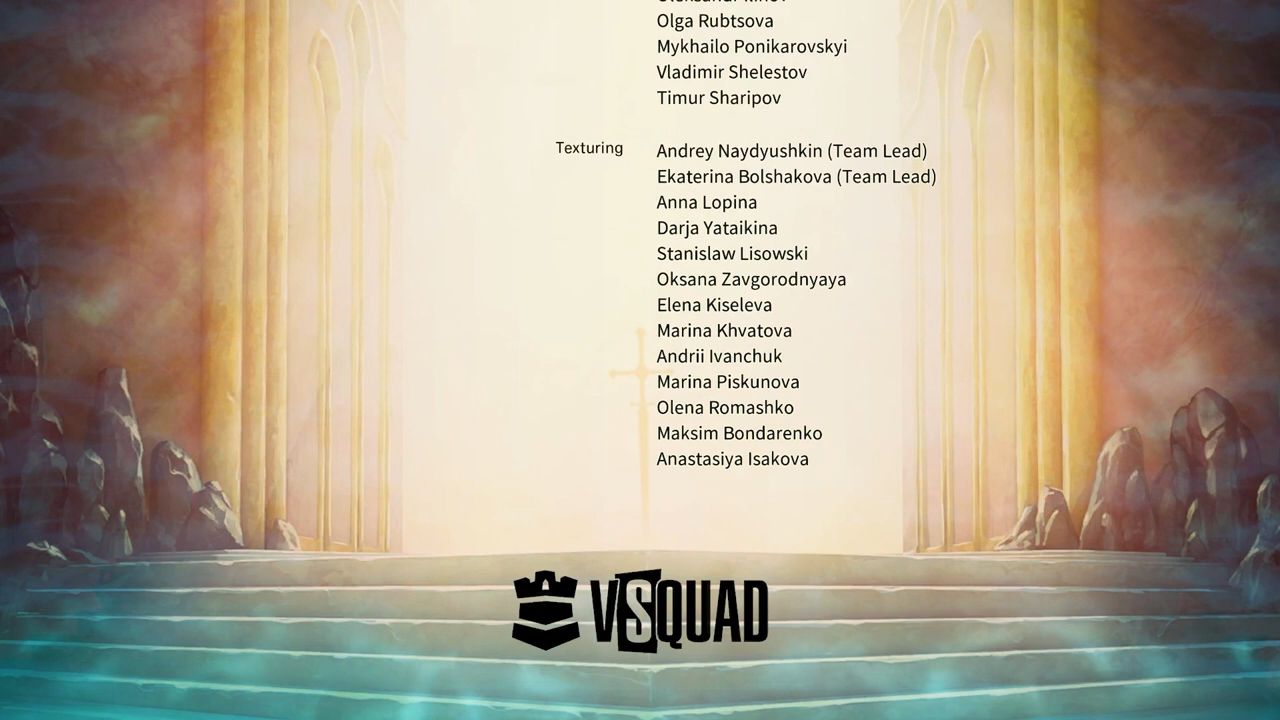 Olga Rubtsova
Mykhailo Ponikarovskyi
Vladimir Shelestov
Timur Sharipov
Texturing
Andrey Naydyushkin (Team Lead)
Ekaterina Bolshakova (Team Lead)
Anna Lopina
Darja Yataikina
Stanislaw Lisowski
Oksana Zavgorodnyaya
Elena Kiseleva
Marina Khvatova
Andrii Ivanchuk
Marina Piskunova
Olena Romashko
Maksim Bondarenko
Anastasiya Isakova
VSQUAD